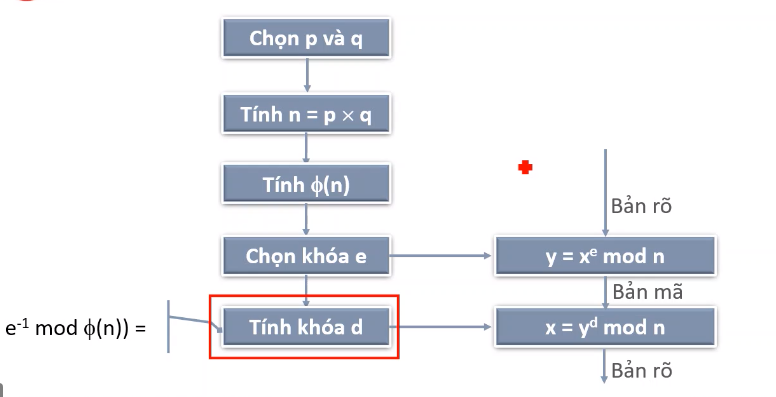 Chọn p và q
Tính n = p × q
Tính ϕ(n)
Bản rõ
Chọn khóa e
y = xᵉ mod n
Bản mã
e⁻¹ mod ϕ(n)) =
Tính khóa d
x = yᵈ mod n
Bản rõ